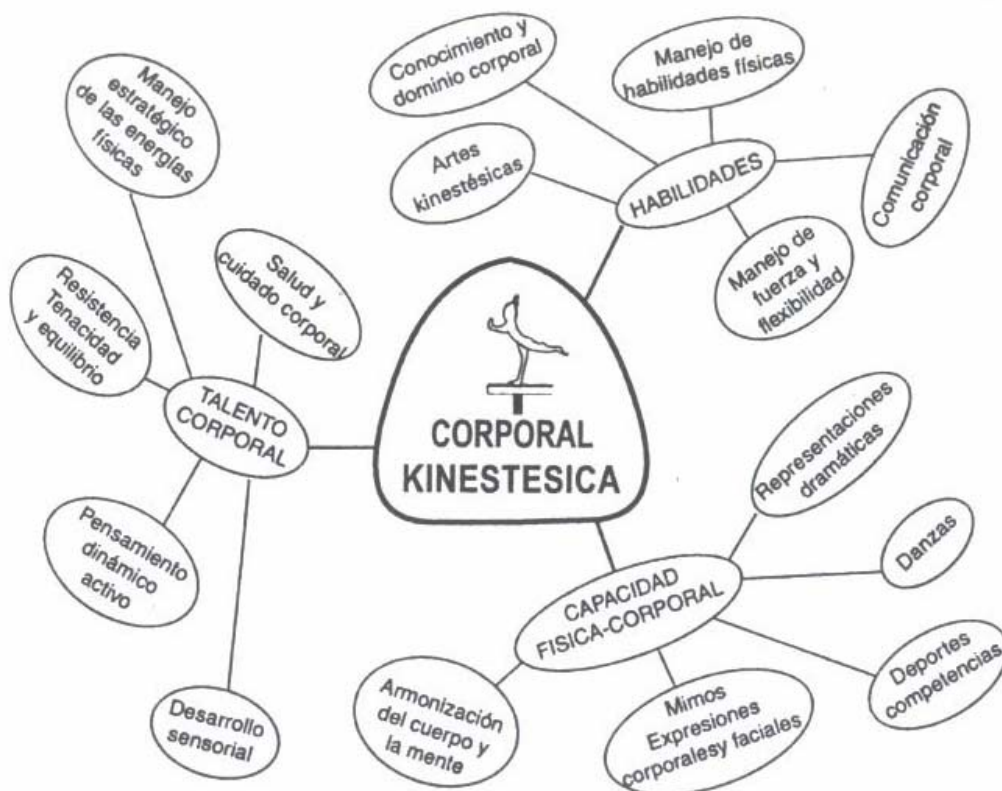 Manejo
estratégico
de las energías
físicas
Resistencia
Tenacidad
y equilibrio
Salud y
cuidado corporal
TALENTO
CORPORAL
Pensamiento
dinámico
activo
Desarrollo
sensorial
CORPORAL
KINESTESICA
Conocimiento y
dominio corporal
Artes
kinestésicas
Manejo de
habilidades físicas
HABILIDADES
Comunicación
corporal
Manejo de
fuerza y
flexibilidad
Representaciones
dramáticas
Danzas
CAPACIDAD
FISICA-CORPORAL
Deportes
competencias
Armonización
del cuerpo y
la mente
Mimos
Expresiones
corporalesy faciales